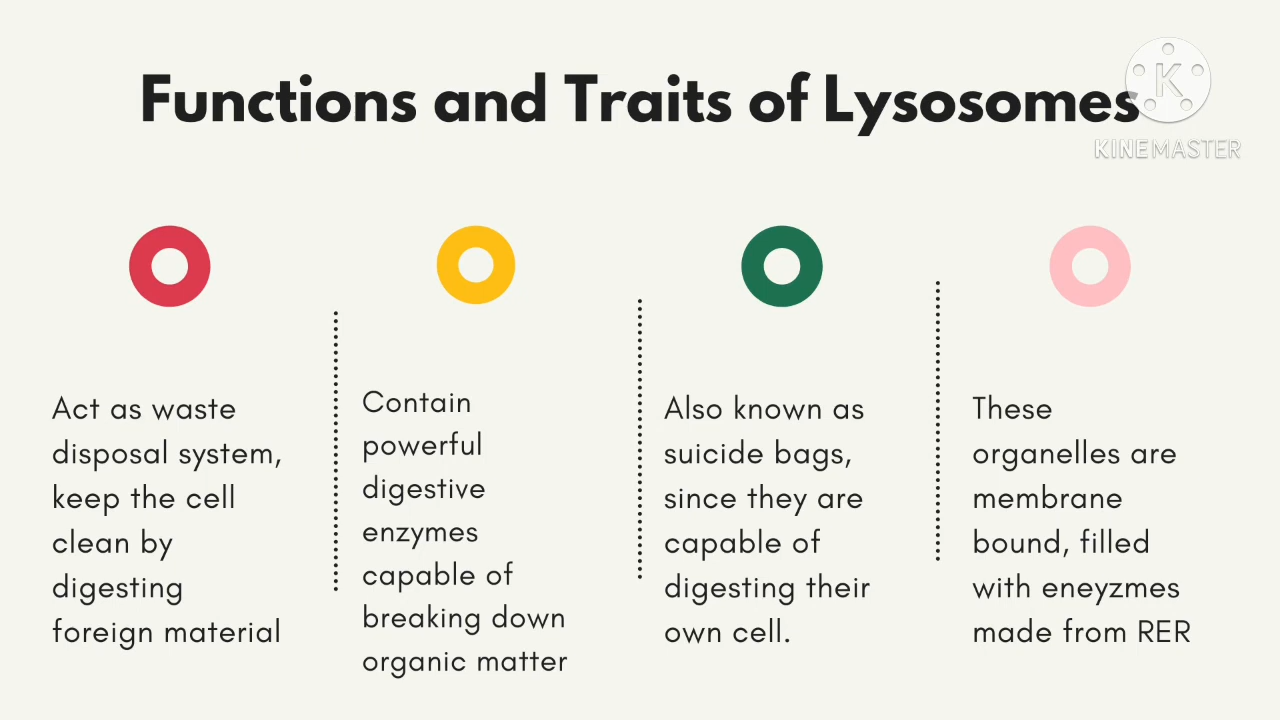 Functions and Traits of Lysosomes
K
KINEMASTER
Act as waste
disposal system,
keep the cell
clean by
digesting
foreign material
Contain
powerful
digestive
enzymes
capable of
breaking down
organic matter
Also known as
suicide bags,
since they are
capable of
digesting their
own cell.
These
organelles are
membrane
bound, filled
with eneyzmes
made from RER